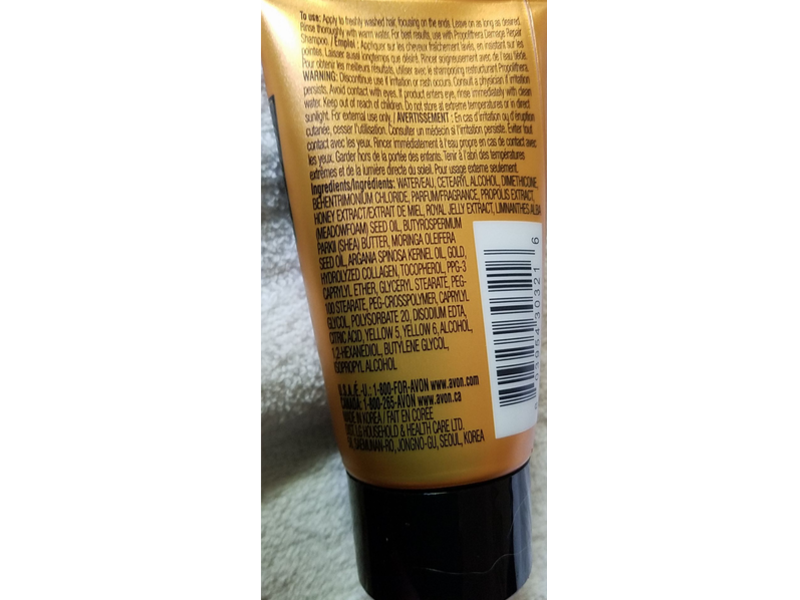 To use: Apply to freshly washed hair, focusing on the ends. Leave on as long as desired.
Rinse thoroughly with warm water. For best results, use with Propolithera Damage Repair
Shampoo. / Emploi : Appliquer sur les cheveux fraîchement lavés, en insistant sur les
pointes. Laisser aussi longtemps que désiré. Rincer soigneusement avec de l'eau tiède.
Pour obtenir les meilleurs résultats, utiliser avec le shampooing restructurant Propolithera.
WARNING: Discontinue use if irritation or rash occurs. Consult a physician if irritation
persists. Avoid contact with eyes. If product enters eye, rinse immediately with clean
water. Keep out of reach of children. Do not store at extreme temperatures or in direct
sunlight. For external use only. / AVERTISSEMENT : En cas d'irritation ou d'éruption
cutanée, cesser l'utilisation. Consulter un médecin si l'irritation persiste. Éviter tout
contact avec les yeux. Rincer immédiatement à l'eau propre en cas de contact avec
les yeux. Garder hors de la portée des enfants. Tenir à l'abri des températures
extrêmes et de la lumière directe du soleil. Pour usage externe seulement.
Ingredients/Ingrédients: WATER/EAU, CETEARYL ALCOHOL, DIMETHICONE,
BEHENTRIMONIUM CHLORIDE, PARFUM/FRAGRANCE, PROPOLIS EXTRACT,
HONEY EXTRACT/EXTRAIT DE MIEL, ROYAL JELLY EXTRACT, LIMNANTHES ALBA
(MEADOWFOAM) SEED OIL, BUTYROSPERMUM
PARKII (SHEA) BUTTER, MORINGA OLEIFERA
SEED OIL, ARGANIA SPINOSA KERNEL OIL, GOLD,
HYDROLYZED COLLAGEN, TOCOPHEROL, PPG-3
CAPRYLYL ETHER, GLYCERYL STEARATE, PEG-
100 STEARATE, PEG-CROSSPOLYMER, CAPRYLYL
GLYCOL, POLYSORBATE 20, DISODIUM EDTA,
CITRIC ACID, YELLOW 5, YELLOW 6, ALCOHOL,
1,2-HEXANEDIOL, BUTYLENE GLYCOL,
ISOPROPYL ALCOHOL
U.S.A./É.-U.: 1-800-FOR-AVON www.avon.com
CANADA: 1-800-265-AVON www.avon.ca
MADE IN KOREA / FAIT EN CORÉE
LG HOUSEHOLD & HEALTH CARE LTD.
SAEMUNAN-RO, JONGNO-GU, SEOUL, KOREA
03954 30321 6